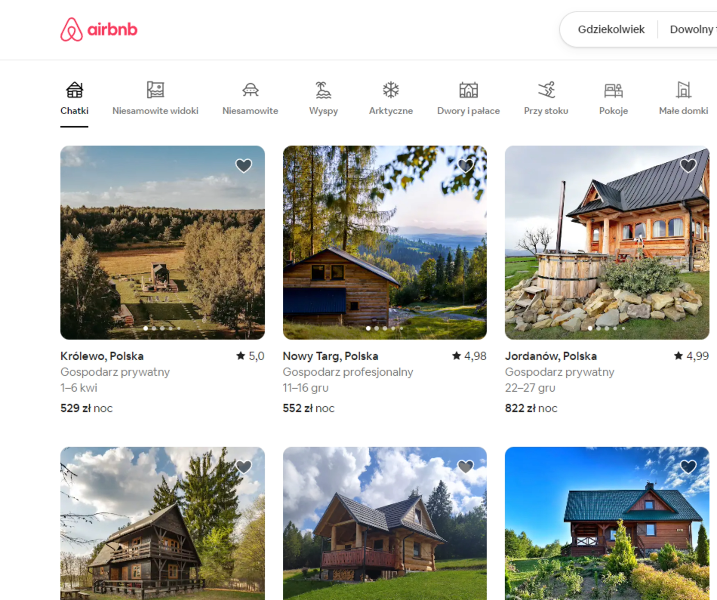 airbnb
Gdziekolwiek Dowolny
Chatki Niesamowite widoki Niesamowite Wyspy Arktyczne Dwory i pałace Przy stoku Pokoje Małe domki
Królewo, Polska ★ 5,0
Gospodarz prywatny
1–6 kwi
529 zł noc
Nowy Targ, Polska ★ 4,98
Gospodarz profesjonalny
11–16 gru
552 zł noc
Jordanów, Polska ★ 4,99
Gospodarz prywatny
22–27 gru
822 zł noc